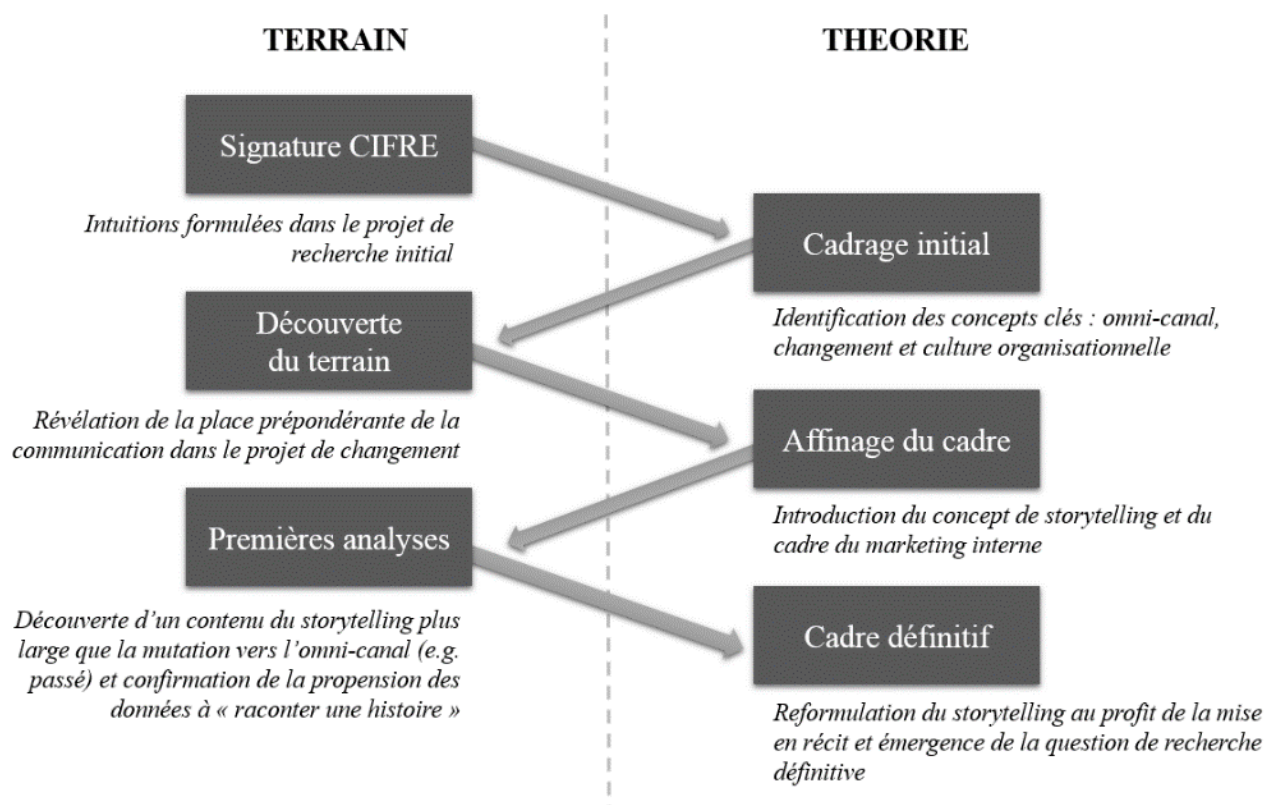 TERRAIN
THEORIE
Signature CIFRE
Intuitions formulées dans le projet de
recherche initial
Cadrage initial
Identification des concepts clés : omni-canal,
changement et culture organisationnelle
Découverte
du terrain
Révélation de la place prépondérante de la
communication dans le projet de changement
Affinage du cadre
Introduction du concept de storytelling et du
cadre du marketing interne
Premières analyses
Découverte d’un contenu du storytelling plus
large que la mutation vers l’omni-canal (e.g.
passé) et confirmation de la propension des
données à « raconter une histoire »
Cadre définitif
Reformulation du storytelling au profit de la mise
en récit et émergence de la question de recherche
définitive